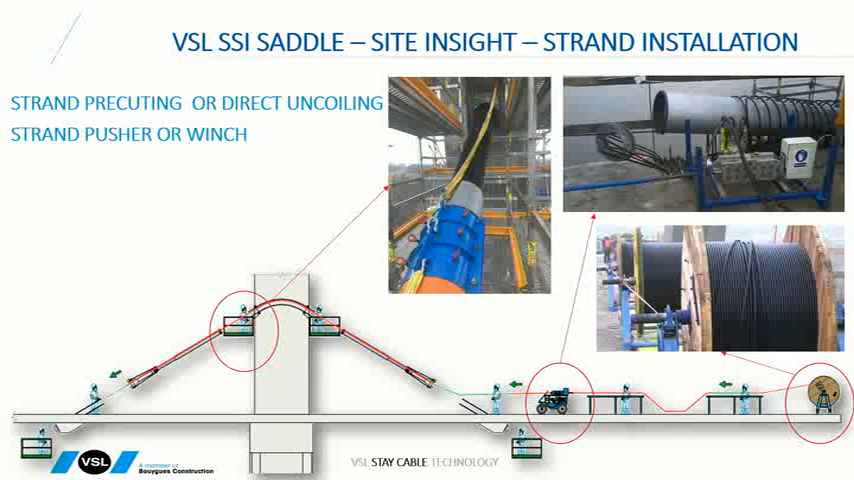 VSL SSI SADDLE – SITE INSIGHT – STRAND INSTALLATION
STRAND PRECUTING OR DIRECT UNCOILING
STRAND PUSHER OR WINCH
VSL
A member of
Bouygues Construction
VSL STAY CABLE TECHNOLOGY